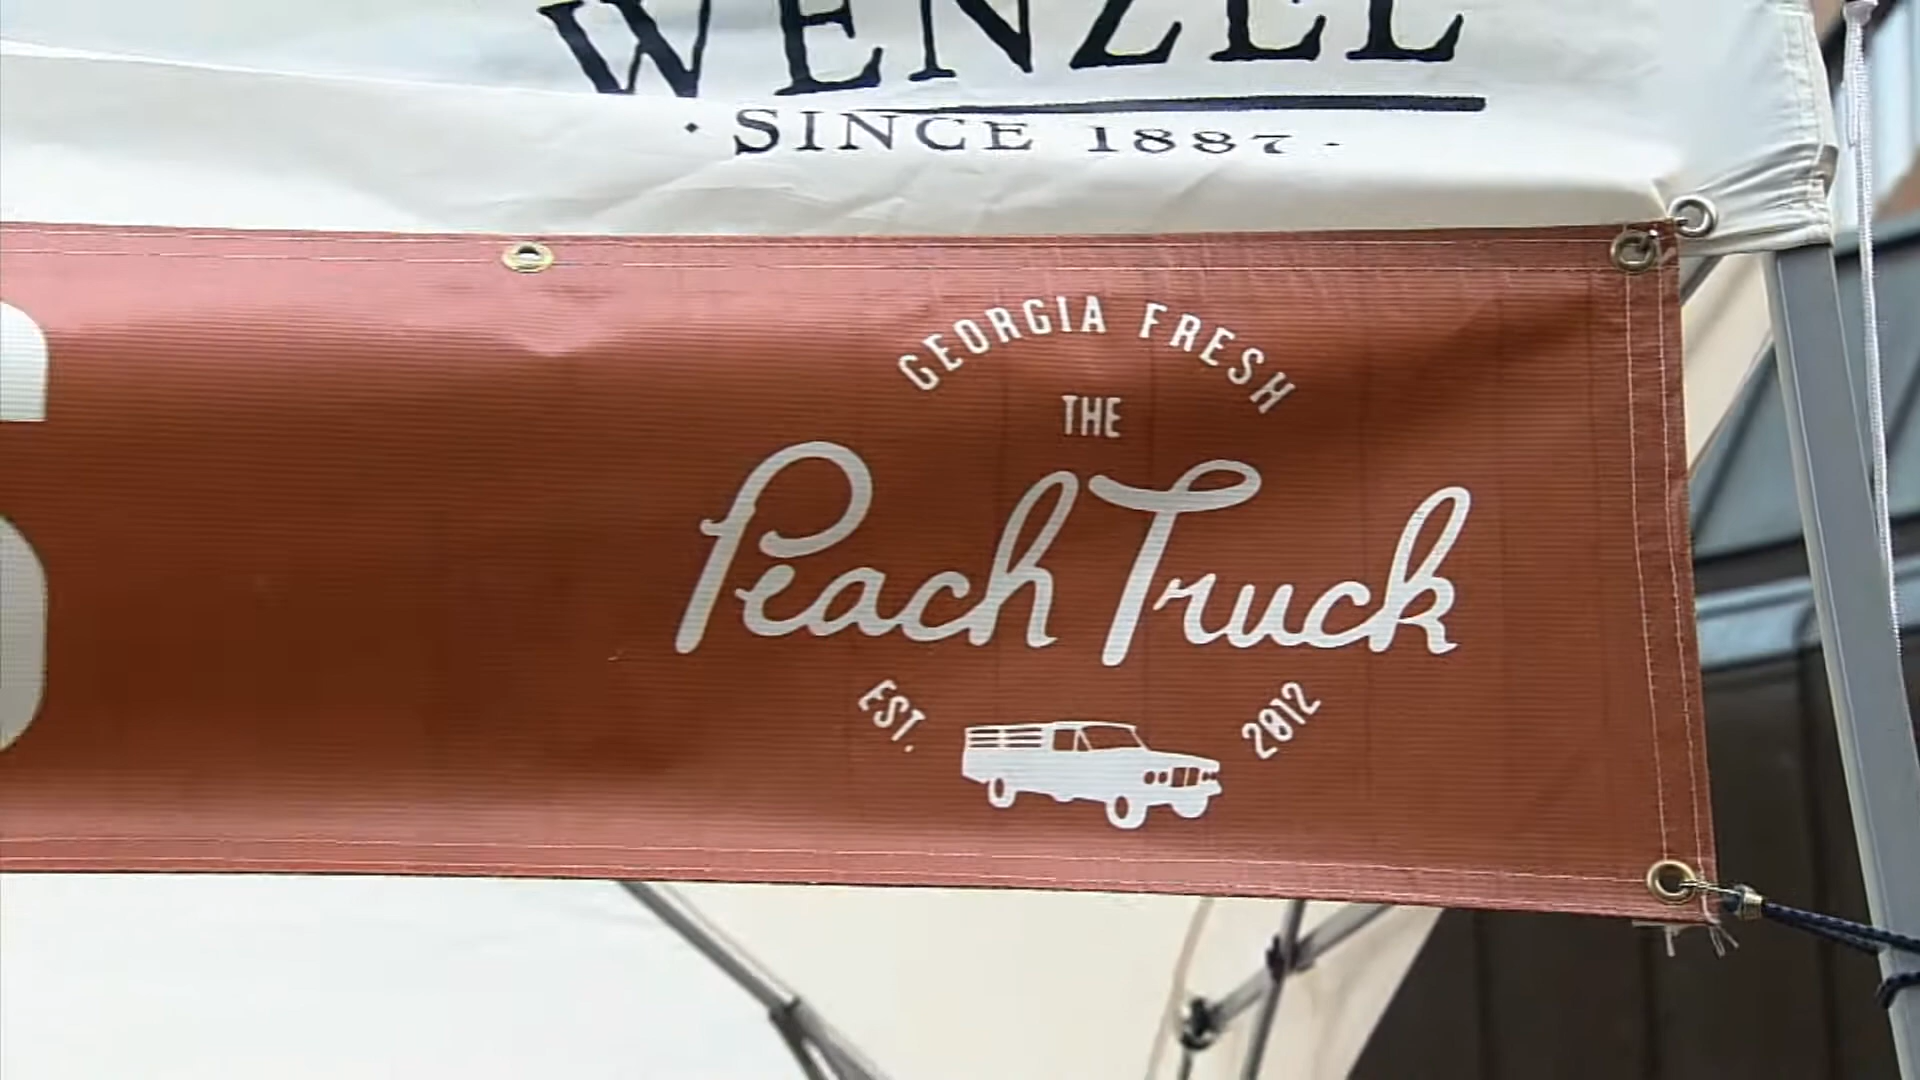 WENZEL
· SINCE 1887 ·
GEORGIA FRESH
THE
Peach Truck
EST. 2012